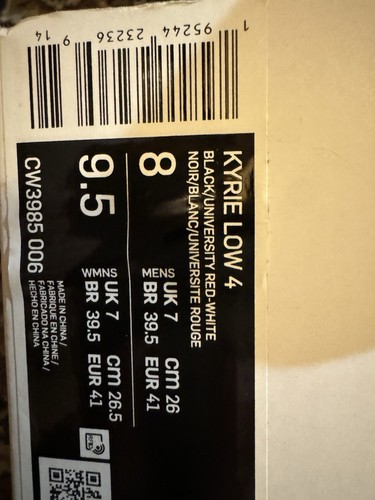 KYRIE LOW 4
BLACK/UNIVERSITY RED-WHITE
NOIR/BLANC/UNIVERSITE ROUGE
8
MENS UK 7 cm 26
BR 39.5 EUR 41
9.5
WMNS UK 7 cm 26.5
BR 39.5 EUR 41
CW3985 006
MADE IN CHINA /
FABRIQUE EN CHINE /
FABRICADO NA CHINA /
HECHO EN CHINA
1 95244 23236 9 14